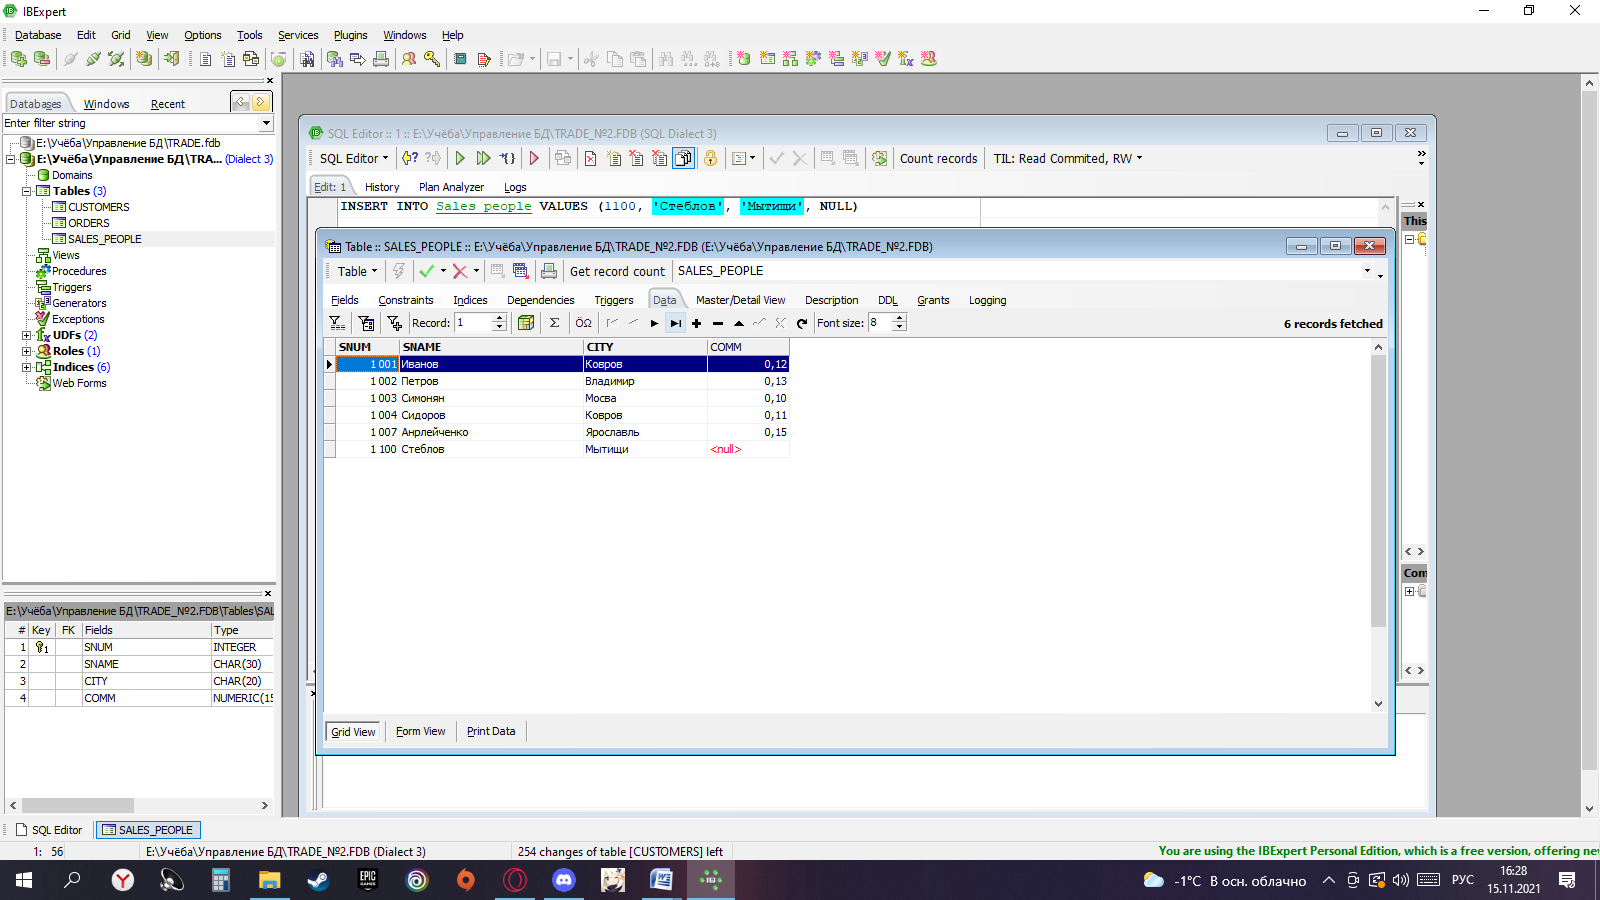 IBExpert
Database Edit Grid View Options Tools Services Plugins Windows Help
Databases Windows Recent
Enter filter string
E:\Учёба\Управление БД\TRADE.fdb
E:\Учёба\Управление БД\TRA... (Dialect 3)
Domains
Tables (3)
CUSTOMERS
ORDERS
SALES_PEOPLE
Views
Procedures
Triggers
Generators
Exceptions
UDFs (2)
Roles (1)
Indices (6)
Web Forms
E:\Учёба\Управление БД\TRADE_№2.FDB\Tables\SAL
# Key FK Fields Type
1 1 SNUM INTEGER
2 SNAME CHAR(30)
3 CITY CHAR(20)
4 COMM NUMERIC(15
SQL Editor :: 1 :: E:\Учёба\Управление БД\TRADE_№2.FDB (SQL Dialect 3)
SQL Editor Count records TIL: Read Commited, RW
Edit: 1 History Plan Analyzer Logs
INSERT INTO Sales_people VALUES (1100, 'Стеблов', 'Мытищи', NULL)
This
Com
Table :: SALES_PEOPLE :: E:\Учёба\Управление БД\TRADE_№2.FDB (E:\Учёба\Управление БД\TRADE_№2.FDB)
Table Get record count SALES_PEOPLE
Fields Constraints Indices Dependencies Triggers Data Master/Detail View Description DDL Grants Logging
Record: 1 Σ ÖΩ Font size: 8 6 records fetched
SNUM SNAME CITY COMM
1 001 Иванов Ковров 0,12
1 002 Петров Владимир 0,13
1 003 Симонян Мосва 0,10
1 004 Сидоров Ковров 0,11
1 007 Анрлейченко Ярославль 0,15
1 100 Стеблов Мытищи <null>
Grid View Form View Print Data
SQL Editor SALES_PEOPLE
1: 56 E:\Учёба\Управление БД\TRADE_№2.FDB (Dialect 3) 254 changes of table [CUSTOMERS] left You are using the IBExpert Personal Edition, which is a free version, offering ne
EPIC GAMES
-1°C В осн. облачно РУС 16:28
15.11.2021